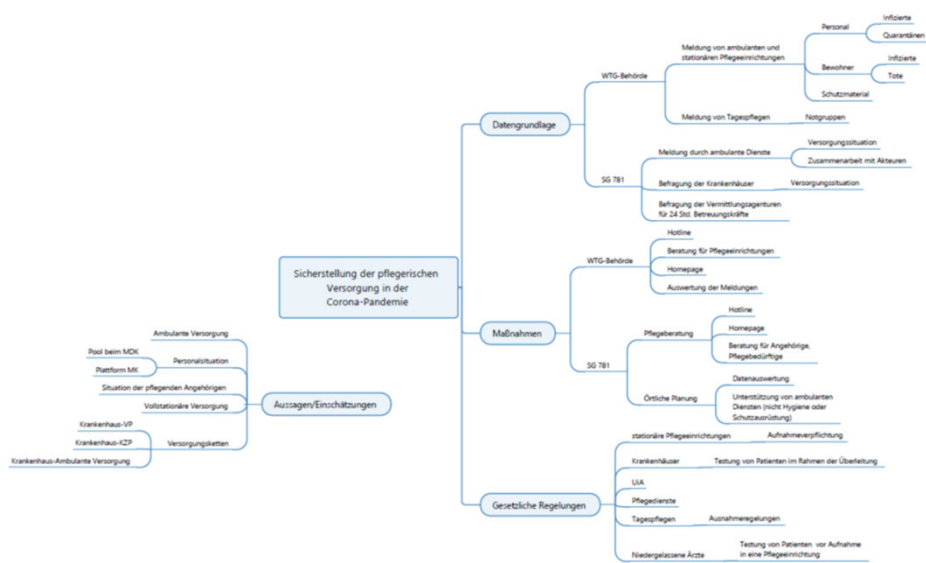 Sicherstellung der pflegerischen
Versorgung in der
Corona-Pandemie
Datengrundlage
WTG-Behörde
Meldung von ambulanten und
stationären Pflegeeinrichtungen
Personal
Infizierte
Quarantänen
Bewohner
Infizierte
Tote
Schutzmaterial
Meldung von Tagespflegen
Notgruppen
SG 781
Meldung durch ambulante Dienste
Versorgungssituation
Zusammenarbeit mit Akteuren
Befragung der Krankenhäuser
Versorgungssituation
Befragung der Vermittlungsagenturen
für 24 Std. Betreuungskräfte
Maßnahmen
WTG-Behörde
Hotline
Beratung für Pflegeeinrichtungen
Homepage
Auswertung der Meldungen
SG 781
Pflegeberatung
Hotline
Homepage
Beratung für Angehörige,
Pflegebedürftige
Örtliche Planung
Datenauswertung
Unterstützung von ambulanten
Diensten (nicht Hygiene oder
Schutzausrüstung)
Gesetzliche Regelungen
stationäre Pflegeeinrichtungen
Aufnahmeverpflichtung
Krankenhäuser
Testung von Patienten im Rahmen der Überleitung
UiA
Pflegedienste
Tagespflegen
Ausnahmeregelungen
Niedergelassene Ärzte
Testung von Patienten vor Aufnahme
in eine Pflegeeinrichtung
Aussagen/Einschätzungen
Ambulante Versorgung
Personalsituation
Pool beim MDK
Plattform MK
Situation der pflegenden Angehörigen
Vollstationäre Versorgung
Versorgungsketten
Krankenhaus-VP
Krankenhaus-KZP
Krankenhaus-Ambulante Versorgung